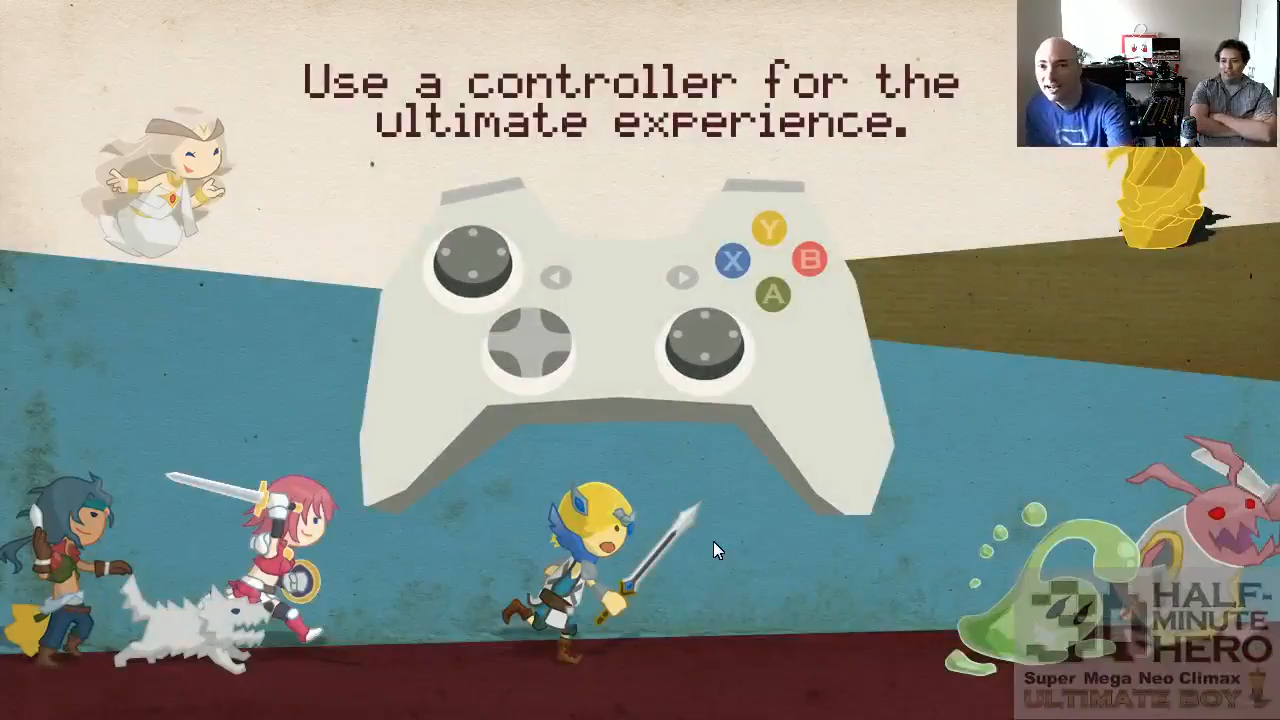 Use a controller for the
ultimate experience.
Y
X
B
A
HALF-
MINUTE
HERO
Super Mega Neo Climax
ULTIMATE BOY